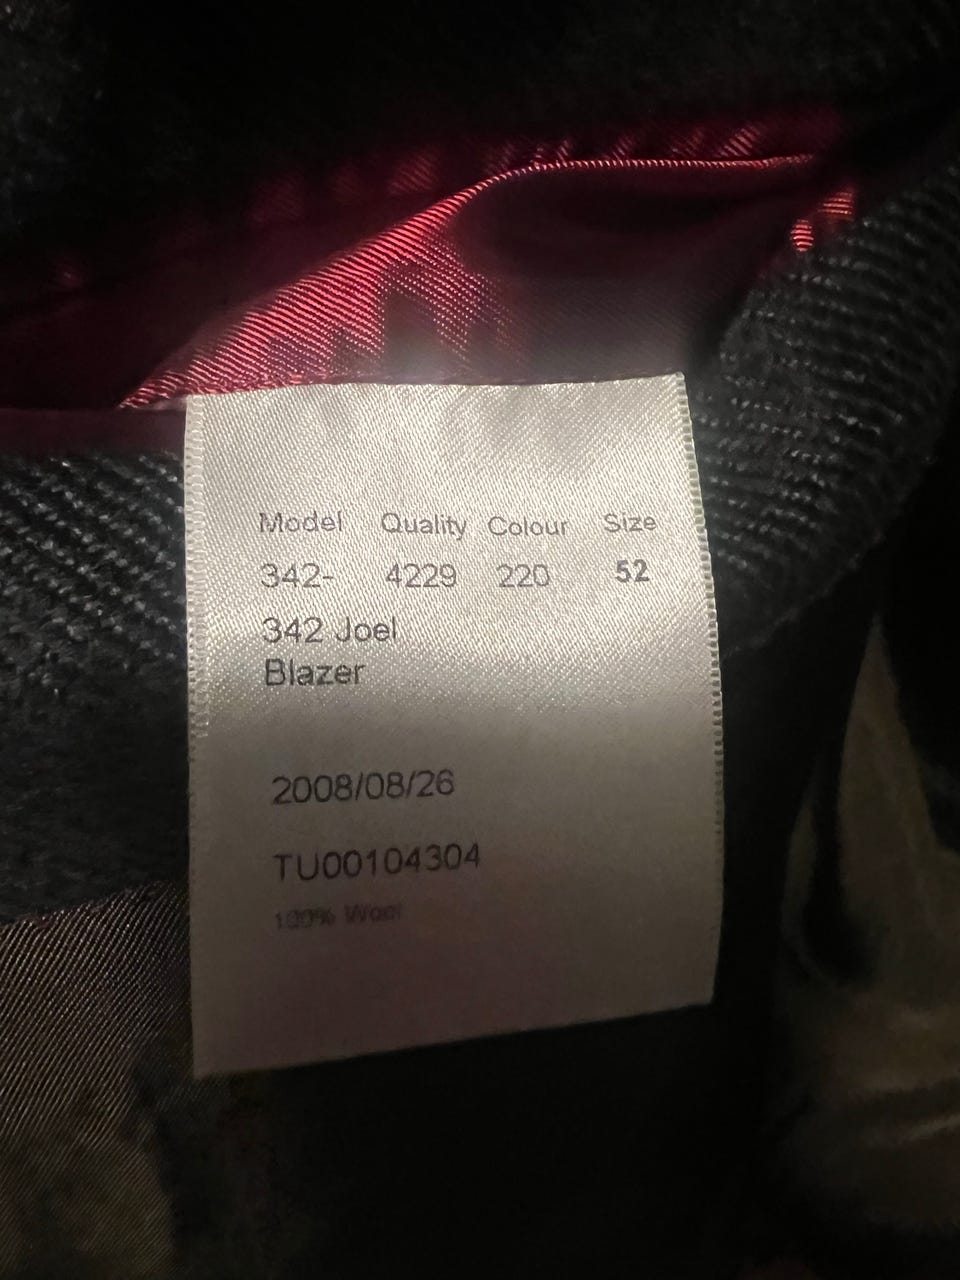 Model Quality Colour Size
342- 4229 220 52
342 Joel
Blazer
2008/08/26
TU00104304
100% Wool